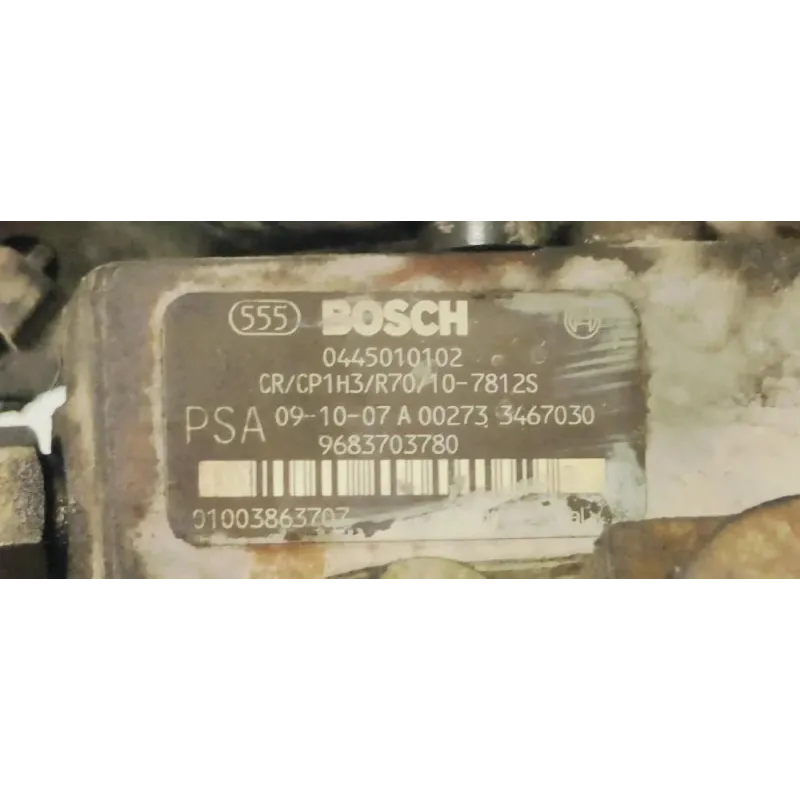 555 BOSCH
0445010102
CR/CP1H3/R70/10-7812S
PSA 09-10-07 A 00273 3467030
9683703780
01003863707